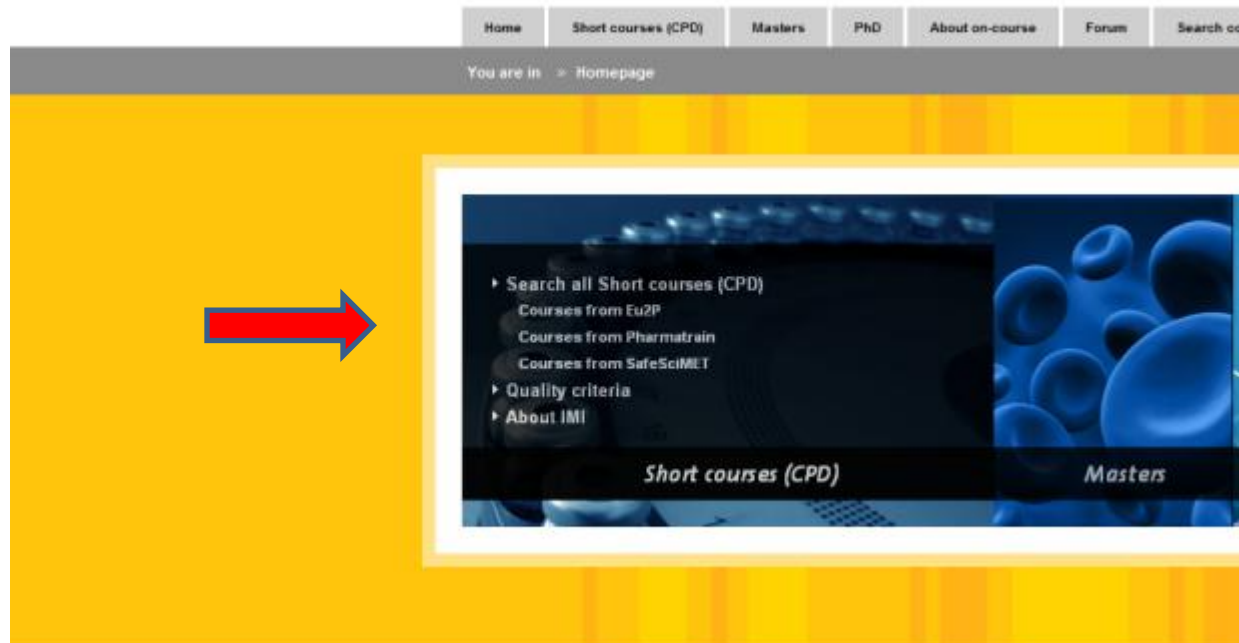 Home Short courses (CPD) Masters PhD About on-course Forum Search
You are in » Homepage
Search all Short courses (CPD)
Courses from Eu2P
Courses from Pharmatrain
Courses from SafeSciMET
Quality criteria
About IMI
Short courses (CPD) Masters